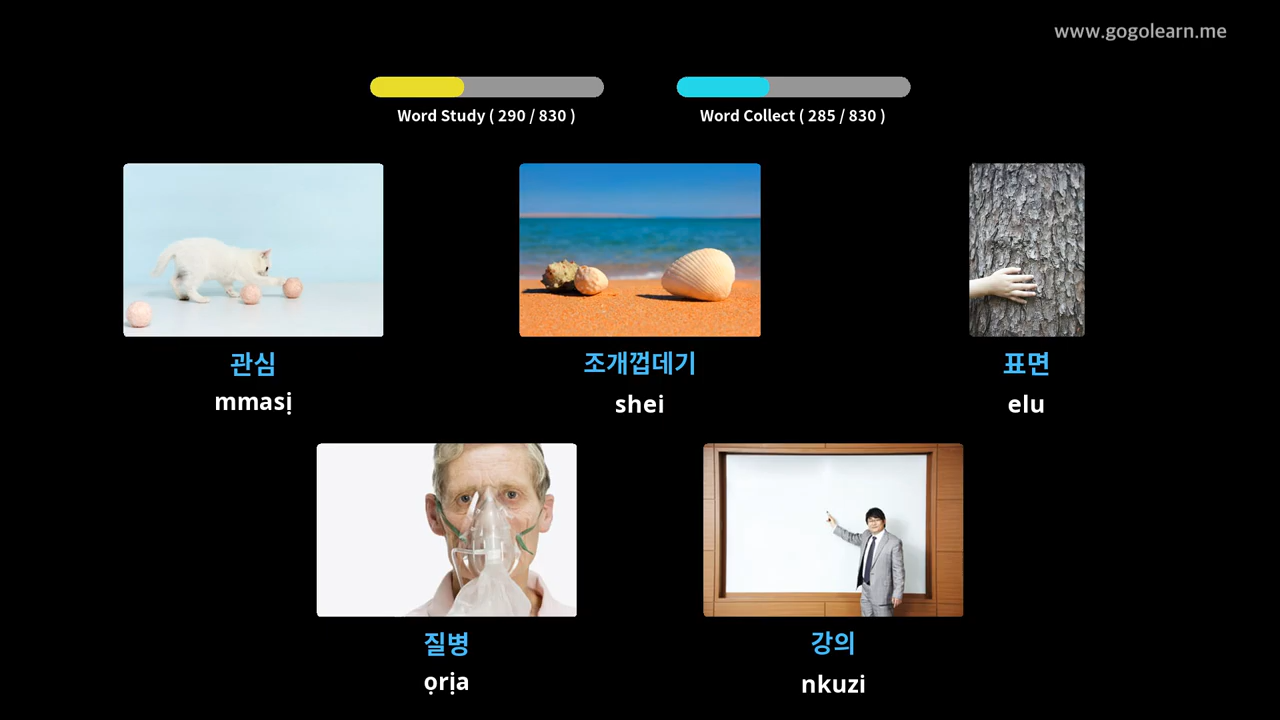 www.gogolearn.me
Word Study ( 290 / 830 )
Word Collect ( 285 / 830 )
관심
mmasị
조개껍데기
shei
표면
elu
질병
ọrịa
강의
nkuzi